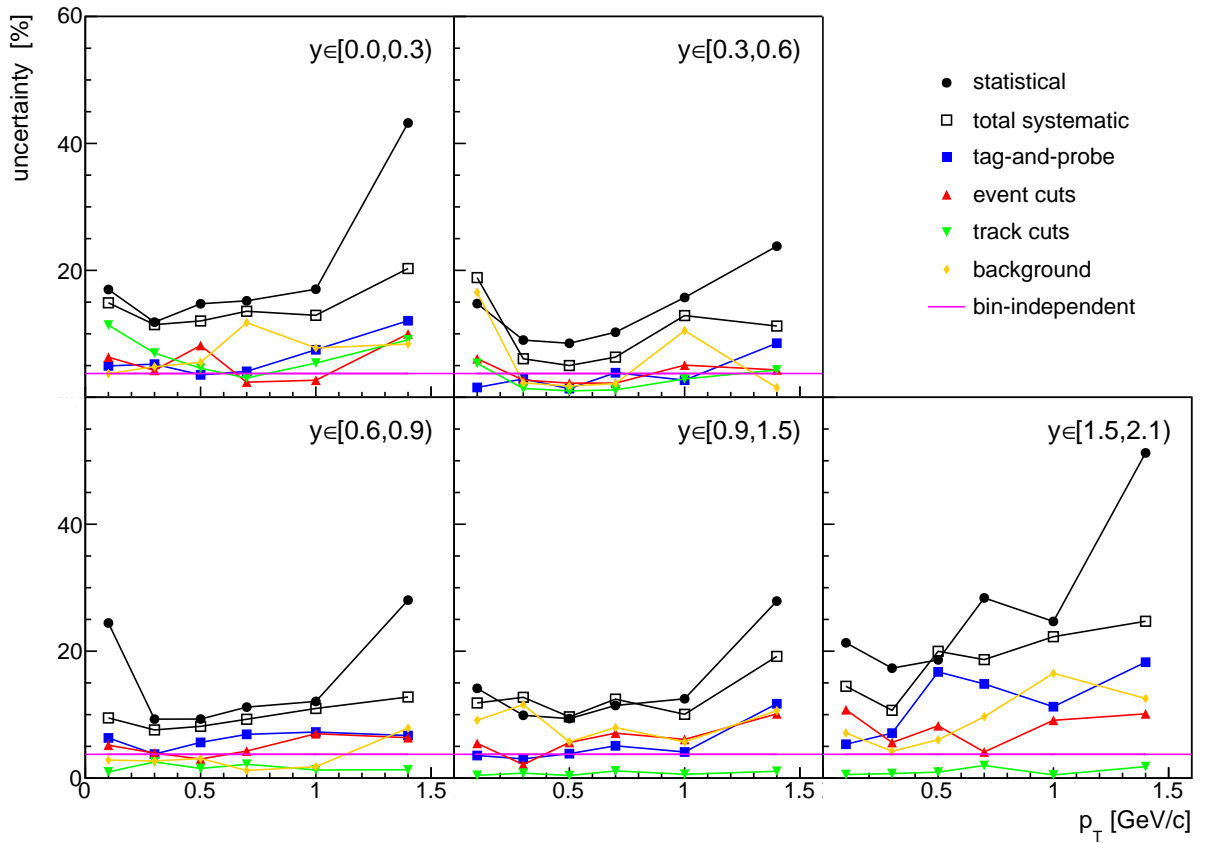 uncertainty [%]
60
40
20
y∈[0.0,0.3)
y∈[0.3,0.6)
statistical
total systematic
tag-and-probe
event cuts
track cuts
background
bin-independent
40
20
0
y∈[0.6,0.9)
y∈[0.9,1.5)
y∈[1.5,2.1)
0 0.5 1 1.5
0.5 1 1.5
0.5 1 1.5
p_T [GeV/c]